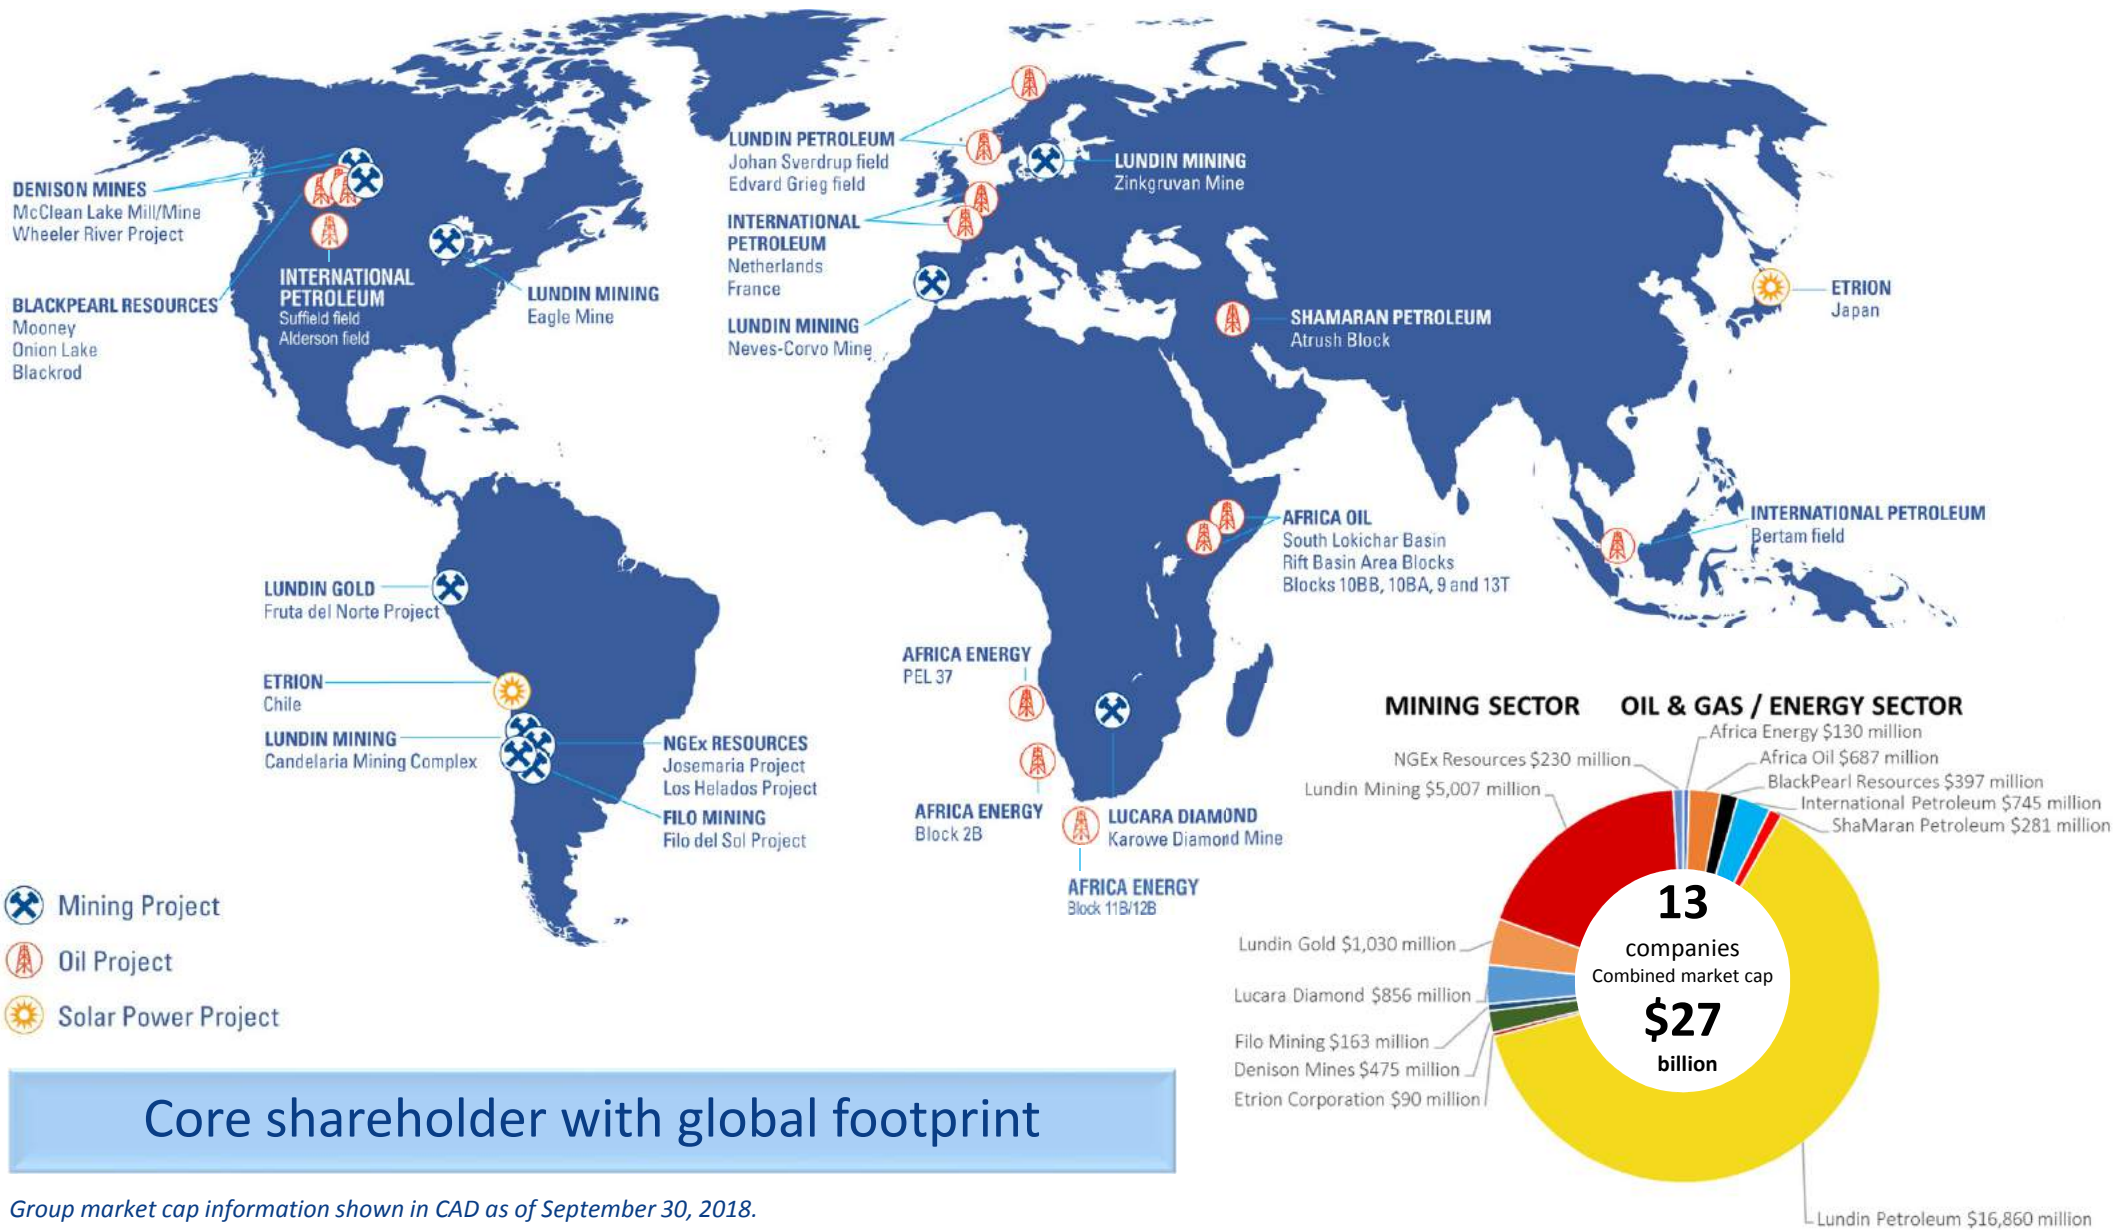 DENISON MINES
McClean Lake Mill/Mine
Wheeler River Project
BLACKPEARL RESOURCES
Mooney
Onion Lake
Blackrod
INTERNATIONAL
PETROLEUM
Suffield field
Alderson field
LUNDIN MINING
Eagle Mine
LUNDIN PETROLEUM
Johan Sverdrup field
Edvard Grieg field
INTERNATIONAL
PETROLEUM
Netherlands
France
LUNDIN MINING
Neves-Corvo Mine
LUNDIN MINING
Zinkgruvan Mine
SHAMARAN PETROLEUM
Atrush Block
ETRION
Japan
INTERNATIONAL PETROLEUM
Bertam field
AFRICA OIL
South Lokichar Basin
Rift Basin Area Blocks
Blocks 10BB, 10BA, 9 and 13T
LUNDIN GOLD
Fruta del Norte Project
ETRION
Chile
LUNDIN MINING
Candelaria Mining Complex
NGEx RESOURCES
Josemaria Project
Los Helados Project
FILO MINING
Filo del Sol Project
AFRICA ENERGY
PEL 37
AFRICA ENERGY
Block 2B
LUCARA DIAMOND
Karowe Diamond Mine
AFRICA ENERGY
Block 11B/12B
Mining Project
Oil Project
Solar Power Project
MINING SECTOR
OIL & GAS / ENERGY SECTOR
Africa Energy $130 million
NGEx Resources $230 million
Africa Oil $687 million
Lundin Mining $5,007 million
BlackPearl Resources $397 million
International Petroleum $745 million
ShaMaran Petroleum $281 million
Lundin Gold $1,030 million
Lucara Diamond $856 million
Filo Mining $163 million
Denison Mines $475 million
Etrion Corporation $90 million
Lundin Petroleum $16,860 million
13
companies
Combined market cap
$27
billion
Core shareholder with global footprint
Group market cap information shown in CAD as of September 30, 2018.